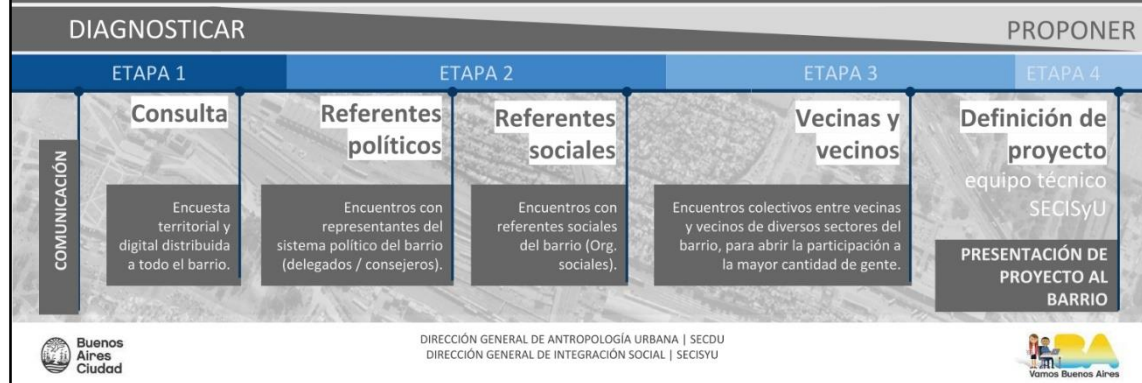 DIAGNOSTICAR
PROPONER
ETAPA 1
ETAPA 2
ETAPA 3
ETAPA 4
COMUNICACIÓN
Consulta
Encuesta
territorial y
digital distribuida
a todo el barrio.
Referentes
políticos
Encuentros con
representantes del
sistema político del barrio
(delegados / consejeros).
Referentes
sociales
Encuentros con
referentes sociales
del barrio (Org.
sociales).
Vecinas y
vecinos
Encuentros colectivos entre vecinas
y vecinos de diversos sectores del
barrio, para abrir la participación a
la mayor cantidad de gente.
Definición de
proyecto
equipo técnico
SECISyU
PRESENTACIÓN DE
PROYECTO AL
BARRIO
Buenos
Aires
Ciudad
DIRECCIÓN GENERAL DE ANTROPOLOGÍA URBANA | SECDU
DIRECCIÓN GENERAL DE INTEGRACIÓN SOCIAL | SECISYU
BA
Vamos Buenos Aires